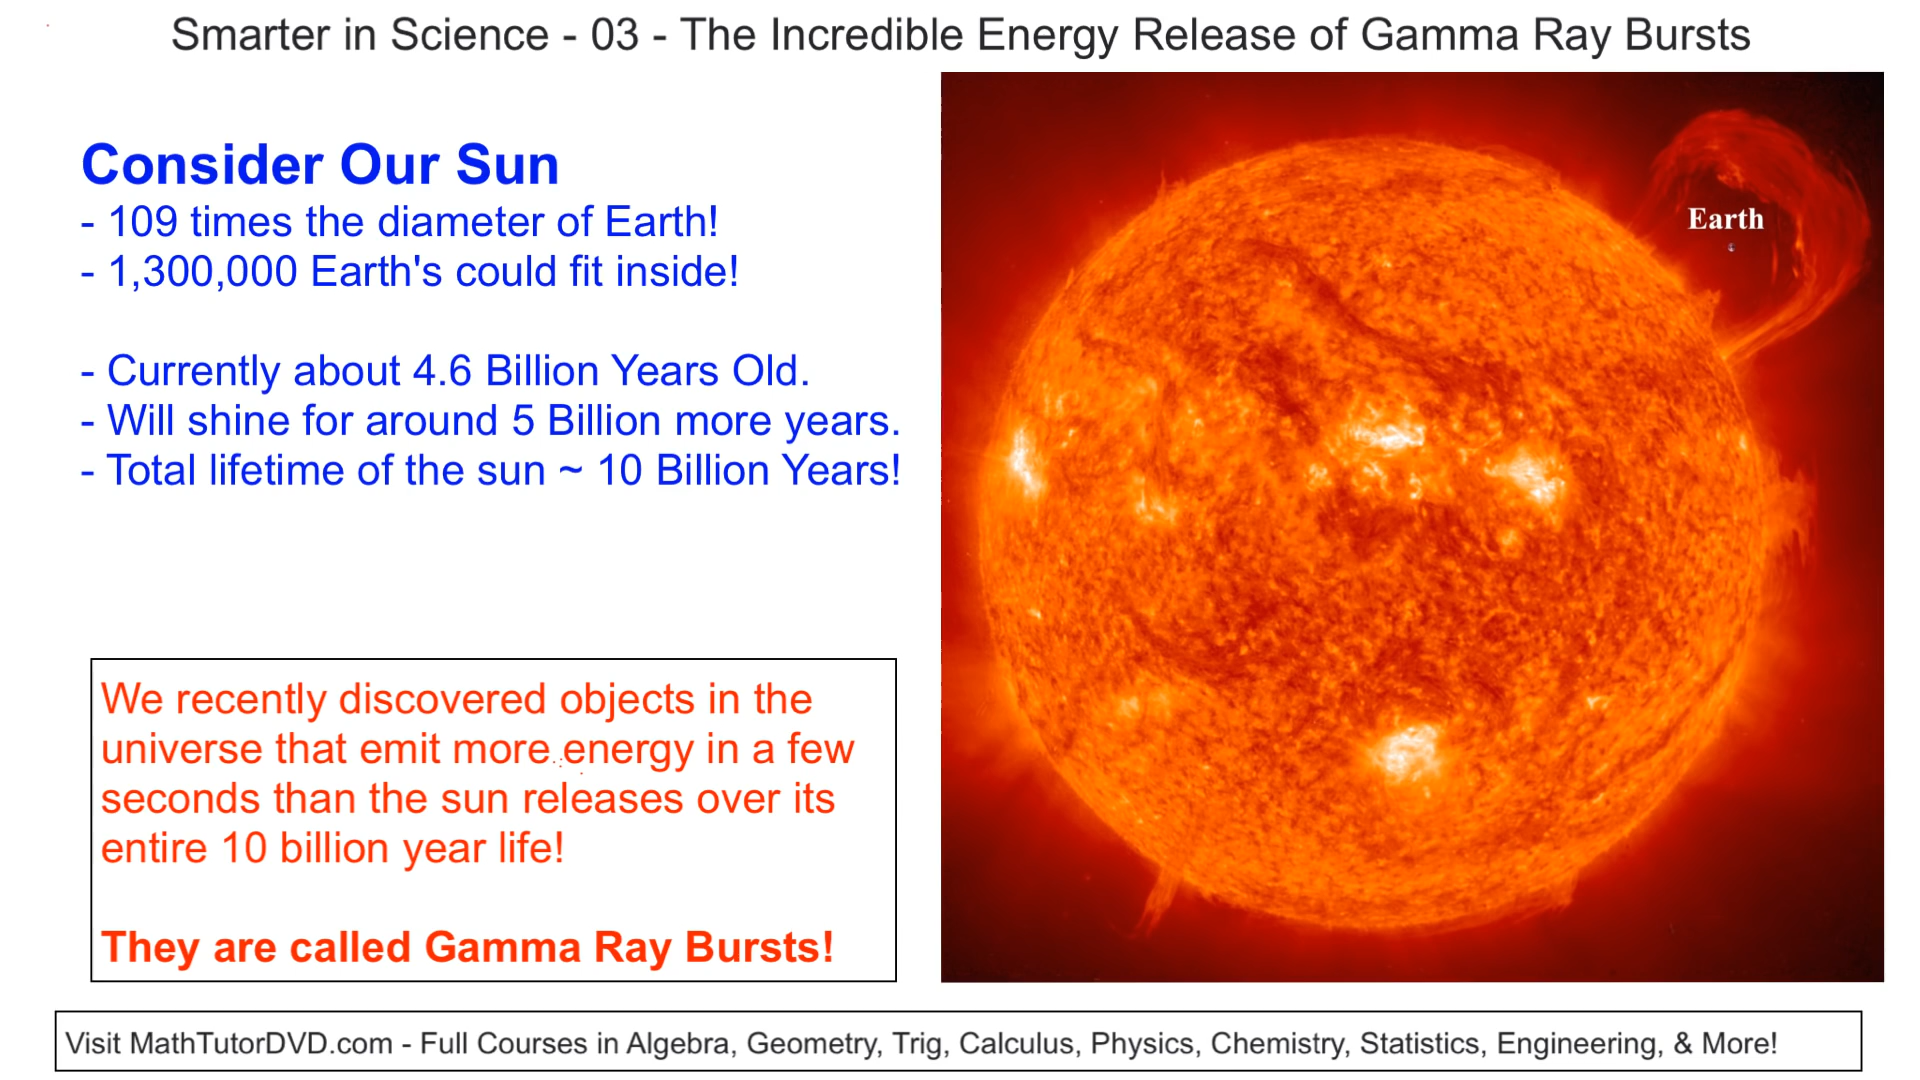 Smarter in Science - 03 - The Incredible Energy Release of Gamma Ray Bursts
Consider Our Sun
- 109 times the diameter of Earth!
- 1,300,000 Earth's could fit inside!
- Currently about 4.6 Billion Years Old.
- Will shine for around 5 Billion more years.
- Total lifetime of the sun ~ 10 Billion Years!
Earth
We recently discovered objects in the
universe that emit more energy in a few
seconds than the sun releases over its
entire 10 billion year life!
They are called Gamma Ray Bursts!
Visit MathTutorDVD.com - Full Courses in Algebra, Geometry, Trig, Calculus, Physics, Chemistry, Statistics, Engineering, & More!